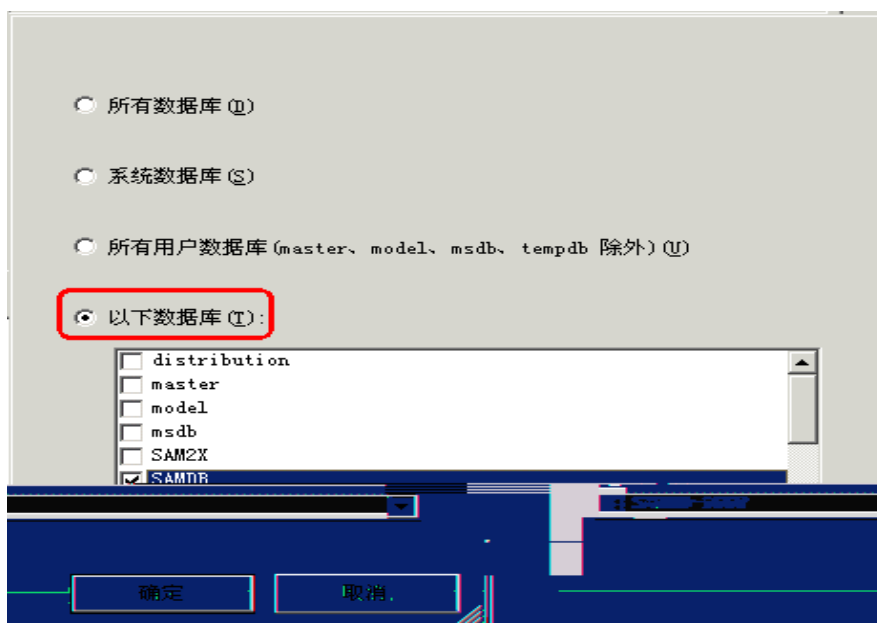 所有数据库(D)
系统数据库(S)
所有用户数据库(master、model、msdb、tempdb 除外)(U)
以下数据库(T):
distribution
master
model
msdb
SAM2X
SAMDB
确定
取消